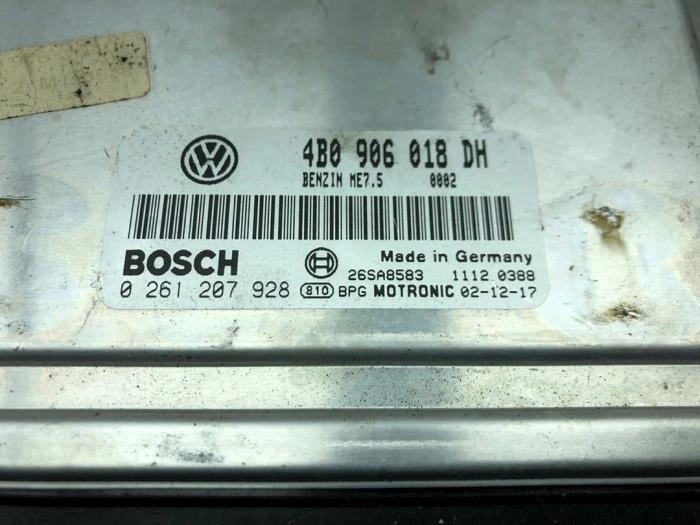 4B0 906 018 DH
BENZIN ME7.5 0002
BOSCH Made in Germany
26SA8583 1112.0388
0 261 207 928 810 BPG MOTRONIC 02-12-17